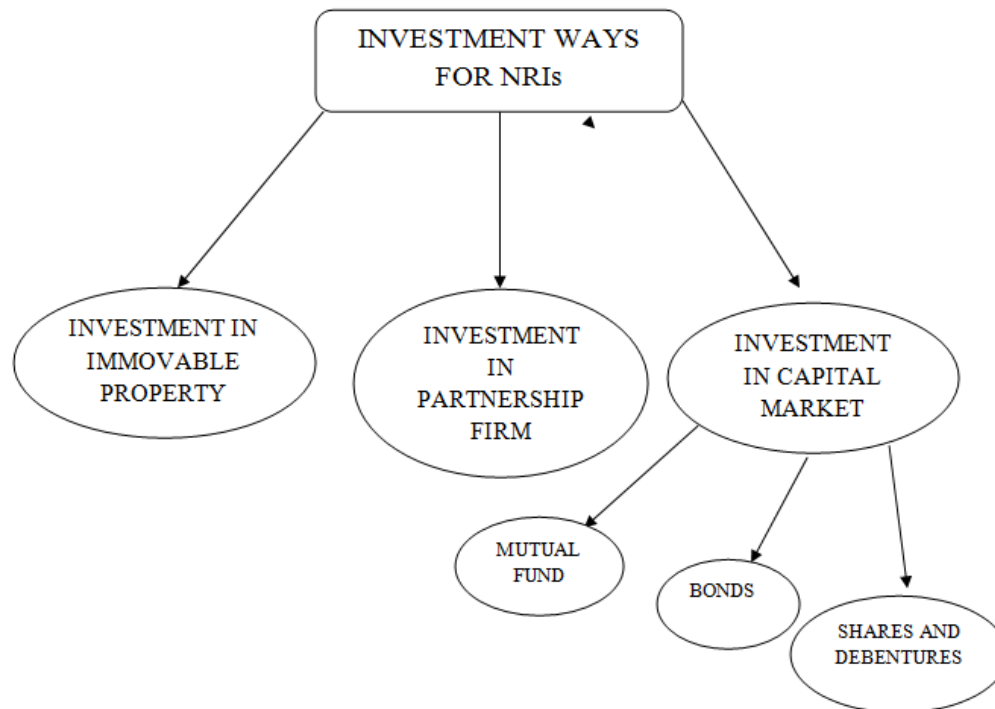 INVESTMENT WAYS
FOR NRIs
INVESTMENT IN
IMMOVABLE
PROPERTY
INVESTMENT
IN
PARTNERSHIP
FIRM
INVESTMENT
IN CAPITAL
MARKET
MUTUAL
FUND
BONDS
SHARES AND
DEBENTURES